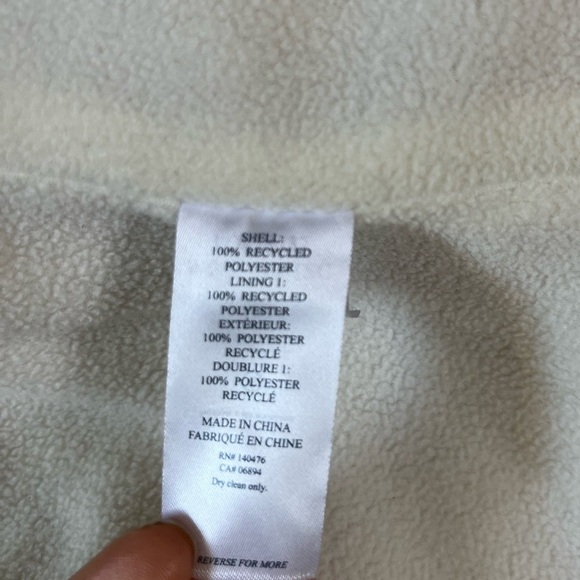 SHELL:
100% RECYCLED
POLYESTER
LINING 1:
100% RECYCLED
POLYESTER
EXTÉRIEUR:
100% POLYESTER
RECYCLÉ
DOUBLURE 1:
100% POLYESTER
RECYCLÉ
MADE IN CHINA
FABRIQUÉ EN CHINE
RN# 140476
CA# 06894
Dry clean only.
REVERSE FOR MORE